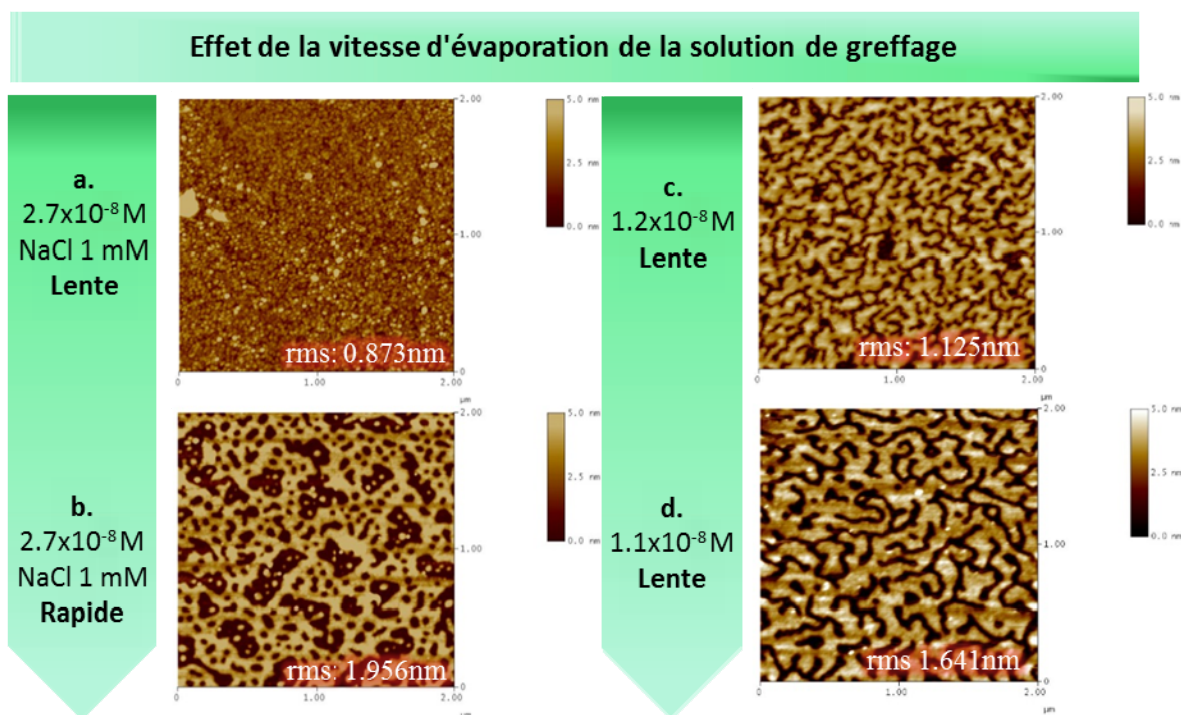 Effet de la vitesse d'évaporation de la solution de greffage
a.
2.7x10⁻⁸ M
NaCl 1 mM
Lente
2.00
1.00
0
0
1.00
2.00
µm
5.0 nm
2.5 nm
0.0 nm
rms: 0.873nm
b.
2.7x10⁻⁸ M
NaCl 1 mM
Rapide
2.00
1.00
0
0
1.00
2.00
µm
5.0 nm
2.5 nm
0.0 nm
rms: 1.956nm
c.
1.2x10⁻⁸ M
Lente
2.00
1.00
0
0
1.00
2.00
µm
5.0 nm
2.5 nm
0.0 nm
rms: 1.125nm
d.
1.1x10⁻⁸ M
Lente
2.00
1.00
0
0
1.00
2.00
µm
5.0 nm
2.5 nm
0.0 nm
rms 1.641nm